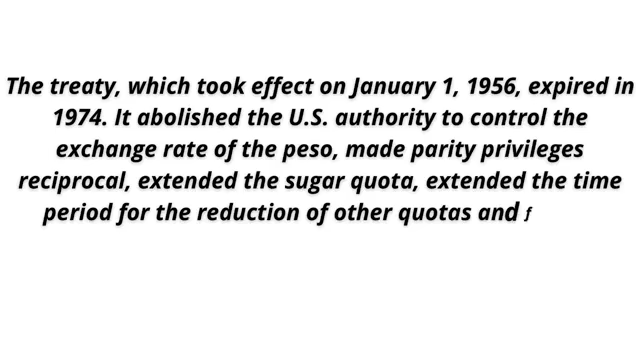 The treaty, which took effect on January 1, 1956, expired in
1974. It abolished the U.S. authority to control the
exchange rate of the peso, made parity privileges
reciprocal, extended the sugar quota, extended the time
period for the reduction of other quotas and f